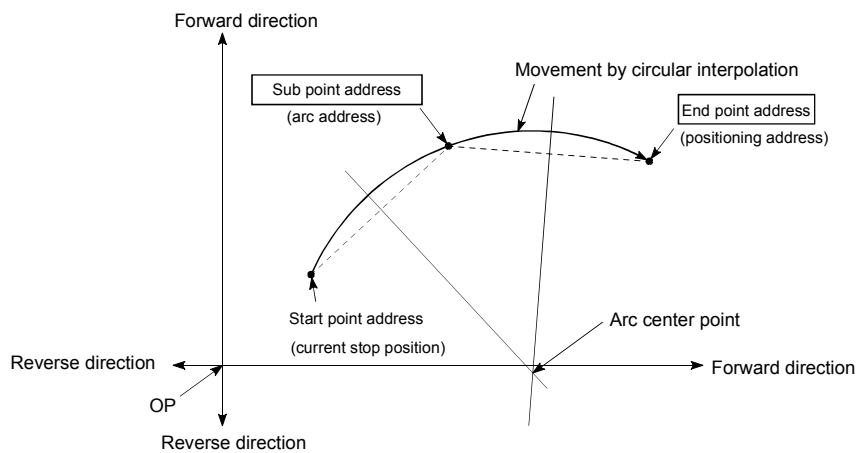 Forward direction
Movement by circular interpolation
Sub point address
(arc address)
End point address
(positioning address)
Start point address
(current stop position)
Arc center point
Reverse direction
Forward direction
OP
Reverse direction